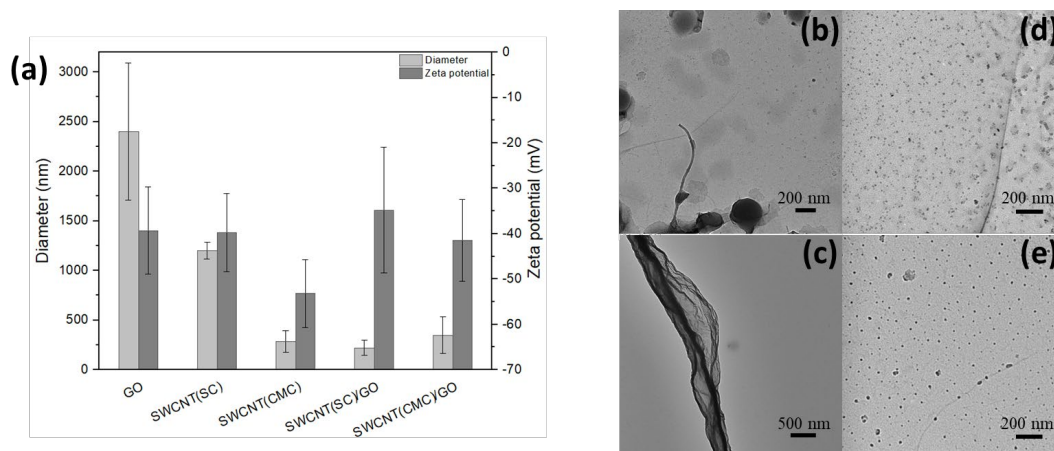 (a)
Diameter
Zeta potential
3000
2500
2000
1500
1000
500
0
Diameter (nm)
0
-10
-20
-30
-40
-50
-60
-70
Zeta potential (mV)
GO
SWCNT(SC)
SWCNT(CMC)
SWCNT(SC)/GO
SWCNT(CMC)/GO
(b)
200 nm
(d)
200 nm
(c)
500 nm
(e)
200 nm